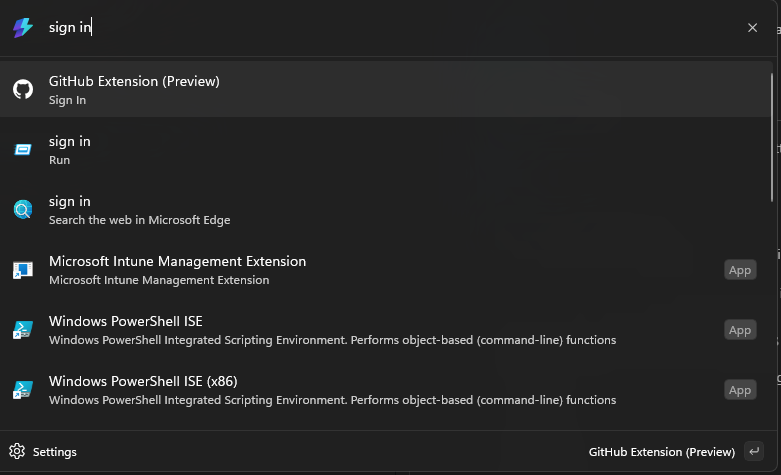 sign in
GitHub Extension (Preview)
Sign In
sign in
Run
sign in
Search the web in Microsoft Edge
Microsoft Intune Management Extension
Microsoft Intune Management Extension
App
Windows PowerShell ISE
Windows PowerShell Integrated Scripting Environment. Performs object-based (command-line) functions
App
Windows PowerShell ISE (x86)
Windows PowerShell Integrated Scripting Environment. Performs object-based (command-line) functions
App
Settings
GitHub Extension (Preview)